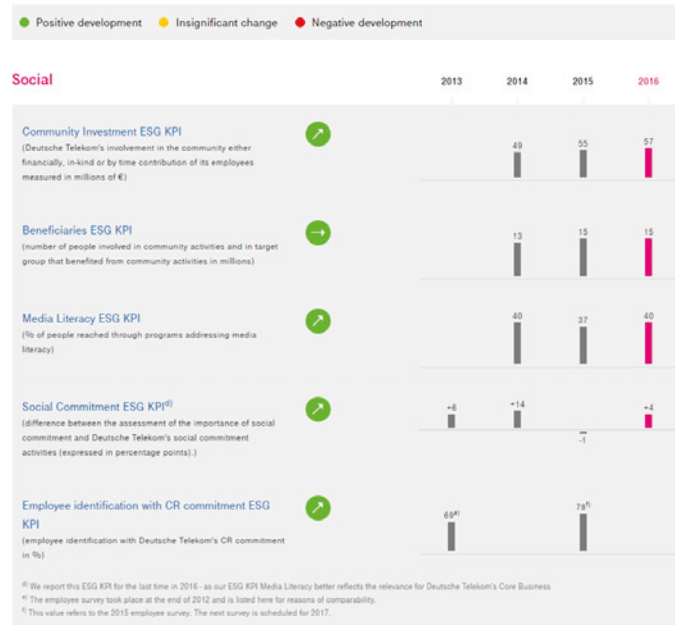 Positive development Insignificant change Negative development
Social 2013 2014 2015 2016
Community Investment ESG KPI
(Deutsche Telekom's involvement in the community either
financially, in-kind or by time contribution of its employees
measured in millions of €)
49 55 57
Beneficiaries ESG KPI
(number of people involved in community activities and in target
group that benefited from community activities in millions)
13 15 15
Media Literacy ESG KPI
(% of people reached through programs addressing media
literacy)
40 37 40
Social Commitment ESG KPI d)
(difference between the assessment of the importance of social
commitment and Deutsche Telekom's social commitment
activities (expressed in percentage points).)
+6 +14 -1 +4
Employee identification with CR commitment ESG
KPI
(employee identification with Deutsche Telekom's CR commitment
in %)
69 e) 78 f)
d) We report this ESG KPI for the last time in 2016 - as our ESG KPI Media Literacy better reflects the relevance for Deutsche Telekom's Core Business
e) The employee survey took place at the end of 2012 and is listed here for reasons of comparability.
f) This value refers to the 2015 employee survey. The next survey is scheduled for 2017.